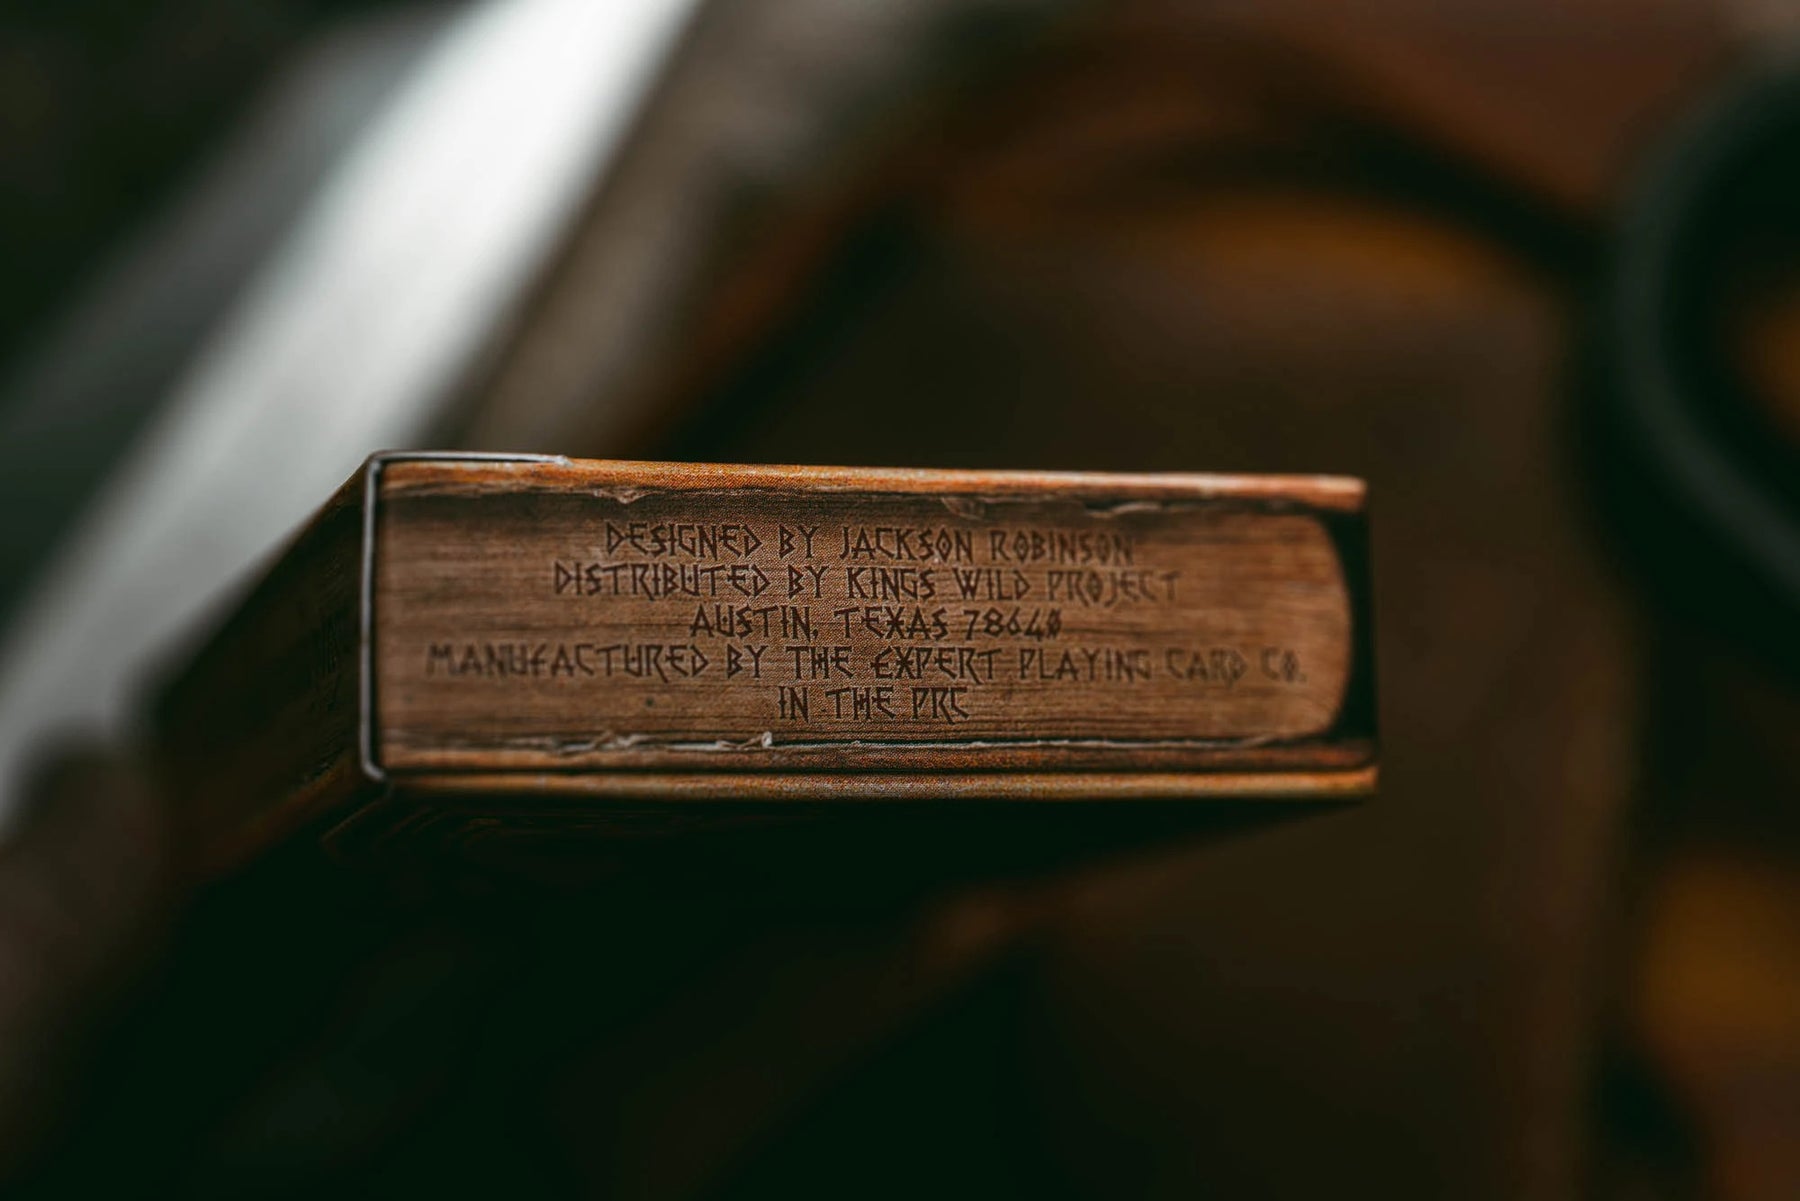 DESIGNED BY JACKSON ROBINSON
DISTRIBUTED BY KINGS WILD PROJECT
AUSTIN, TEXAS 78640
MANUFACTURED BY THE EXPERT PLAYING CARD CO.
IN THE PRC